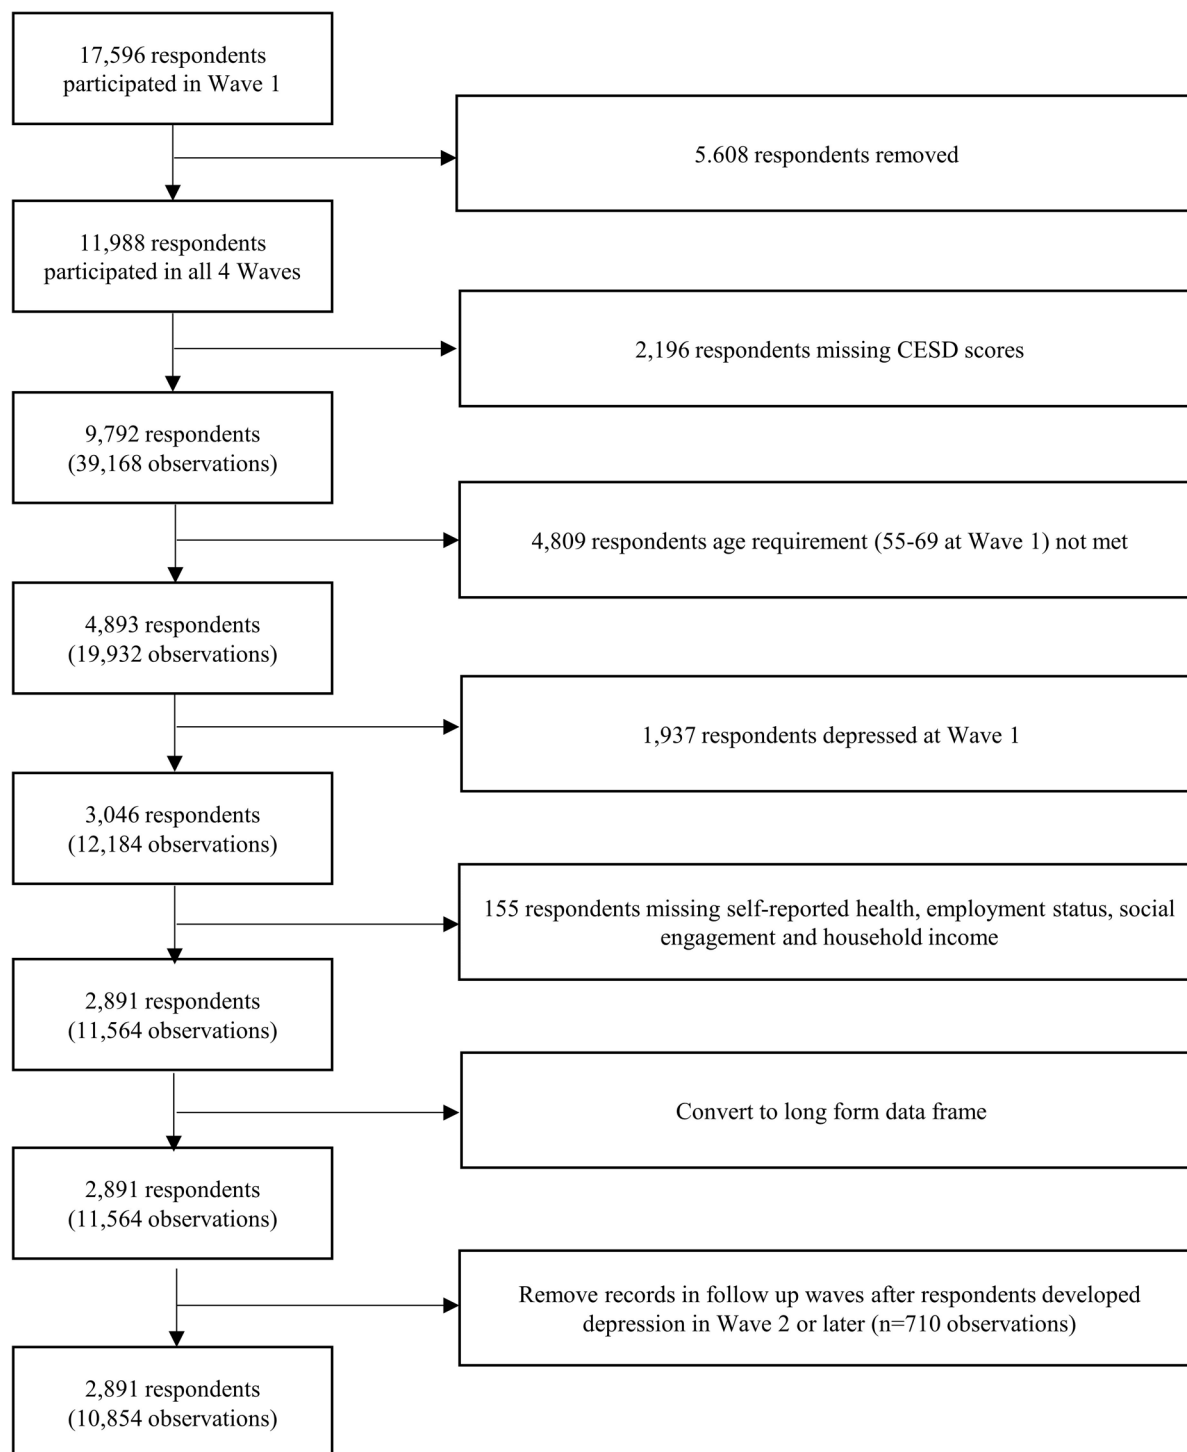 17,596 respondents
participated in Wave 1
5.608 respondents removed
11,988 respondents
participated in all 4 Waves
2,196 respondents missing CESD scores
9,792 respondents
(39,168 observations)
4,809 respondents age requirement (55-69 at Wave 1) not met
4,893 respondents
(19,932 observations)
1,937 respondents depressed at Wave 1
3,046 respondents
(12,184 observations)
155 respondents missing self-reported health, employment status, social
engagement and household income
2,891 respondents
(11,564 observations)
Convert to long form data frame
2,891 respondents
(11,564 observations)
Remove records in follow up waves after respondents developed
depression in Wave 2 or later (n=710 observations)
2,891 respondents
(10,854 observations)